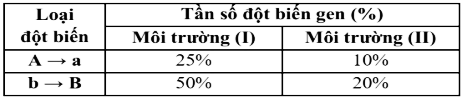 Loại đột biến
Tần số đột biến gen (%)
Môi trường (I)
Môi trường (II)
A → a
25%
10%
b → B
50%
20%